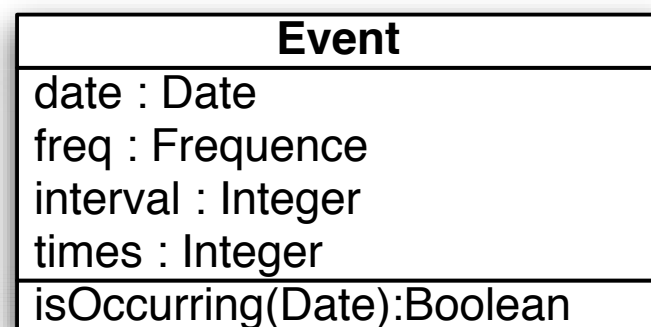 Event
date : Date
freq : Frequence
interval : Integer
times : Integer
isOccurring(Date):Boolean